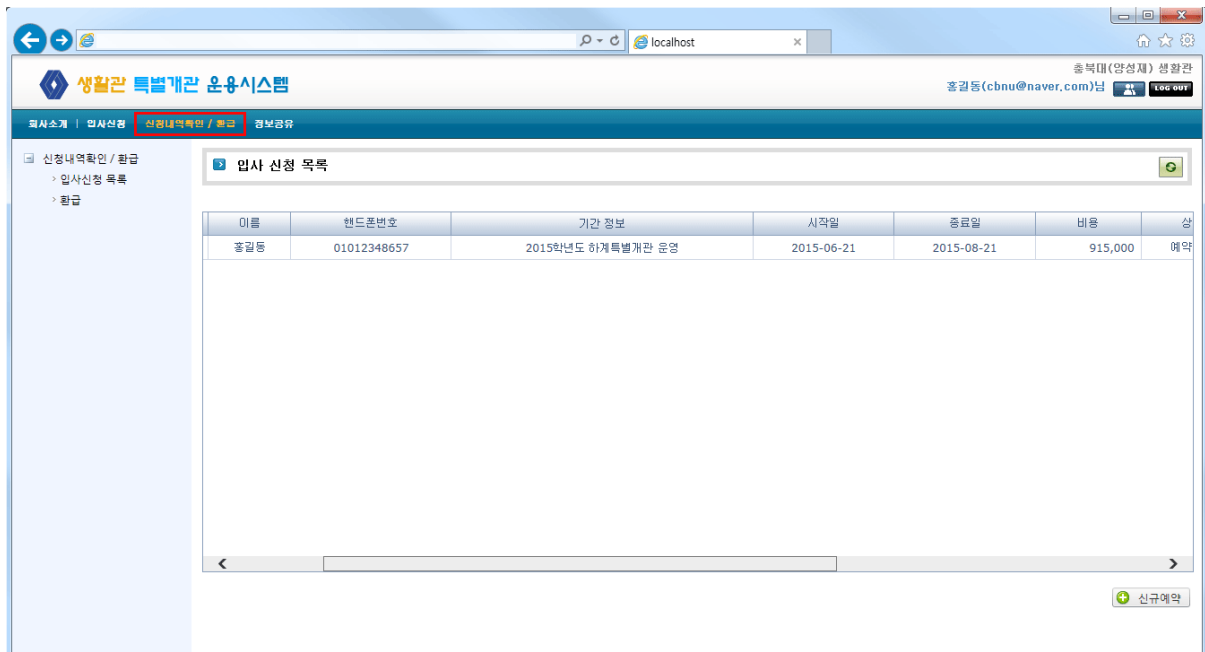 localhost
충북대(양성재) 생활관
생활관 특별개관 운용시스템
홍길동(cbnu@naver.com)님 LOG OUT
회사소개 | 입사신청 신청내역확인 / 환급 정보공유
신청내역확인 / 환급
입사신청 목록
환급
입사 신청 목록
이름 핸드폰번호 기간 정보 시작일 종료일 비용 상
홍길동 01012348657 2015학년도 하계특별개관 운영 2015-06-21 2015-08-21 915,000 예약
신규예약